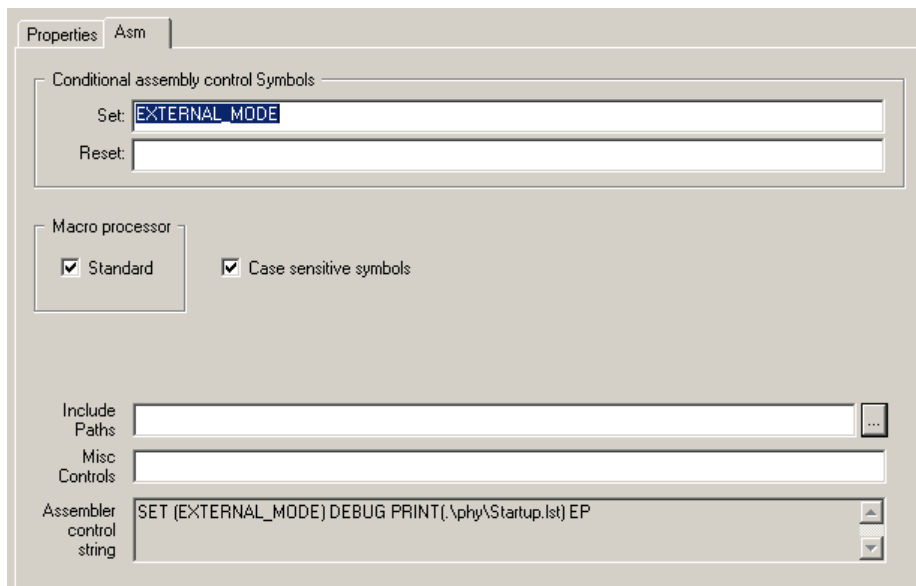 Properties Asm
Conditional assembly control Symbols
Set: EXTERNAL_MODE
Reset:
Macro processor
Standard Case sensitive symbols
Include
Paths
...
Misc
Controls
Assembler
control
string
SET (EXTERNAL_MODE) DEBUG PRINT(.\phy\Startup.lst) EP